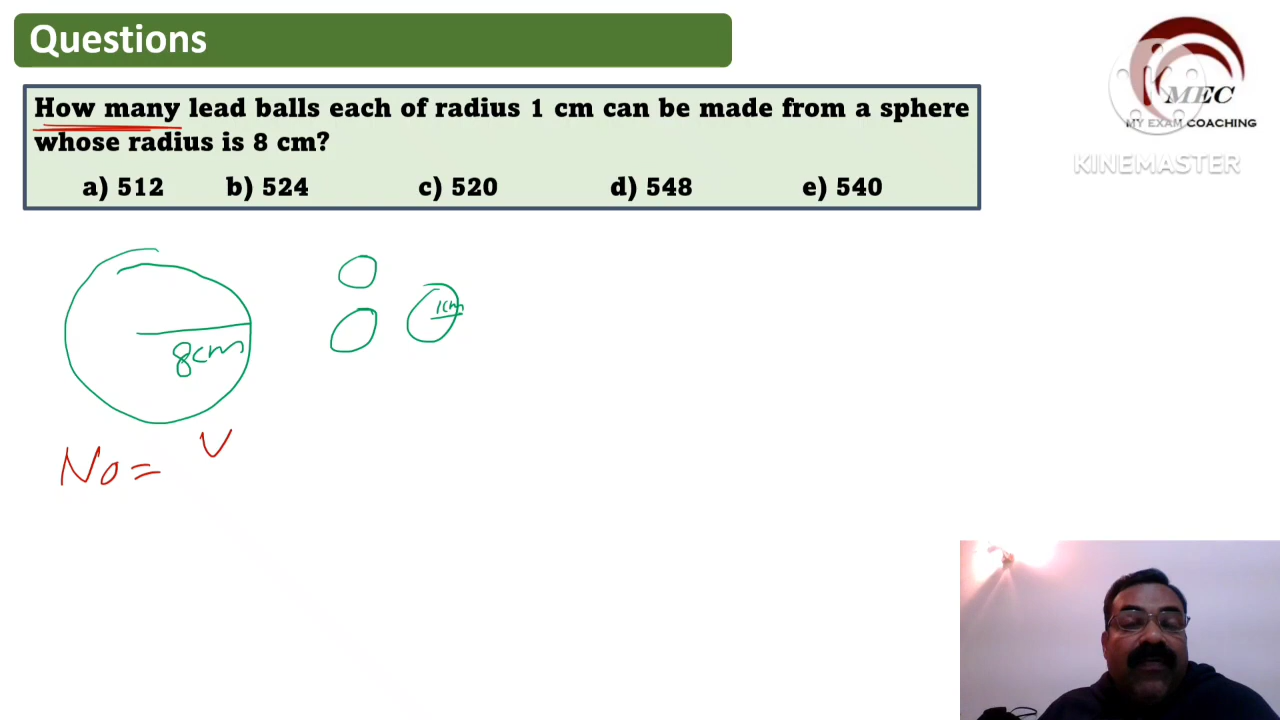 Questions
How many lead balls each of radius 1 cm can be made from a sphere
whose radius is 8 cm?
a) 512 b) 524 c) 520 d) 548 e) 540
MEC
MY EXAM COACHING
KINEMASTER
1cm
8cm
V
No =